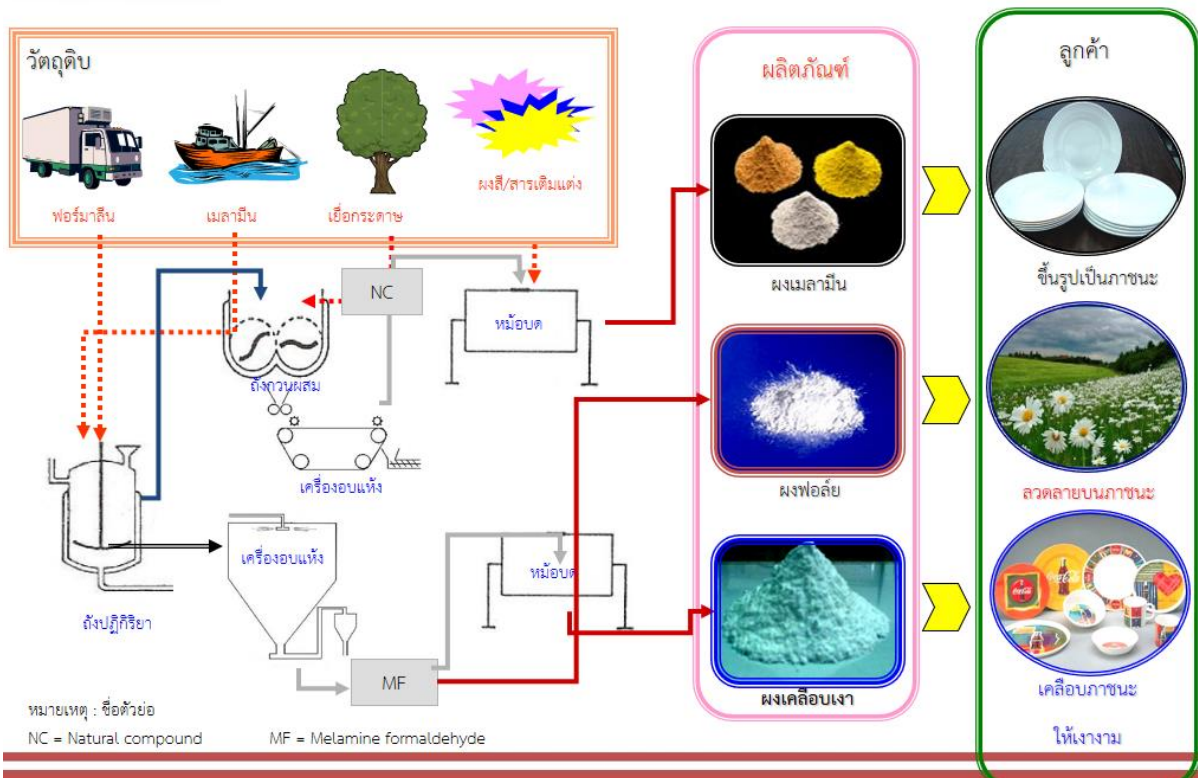 วัตถุดิบ
ฟอร์มาลีน
เมลามีน
เยื่อกระดาษ
ผงสี/สารเติมแต่ง
NC
หม้อบด
ถังกวนผสม
เครื่องอบแห้ง
เครื่องอบแห้ง
หม้อบด
ถังปฏิกิริยา
MF
หมายเหตุ : ชื่อตัวย่อ
NC = Natural compound MF = Melamine formaldehyde
ผลิตภัณฑ์
ผงเมลามีน
ผงฟอล์ย
ผงเคลือบเงา
ลูกค้า
ขึ้นรูปเป็นภาชนะ
ลวดลายบนภาชนะ
เคลือบภาชนะ
ให้เงางาม